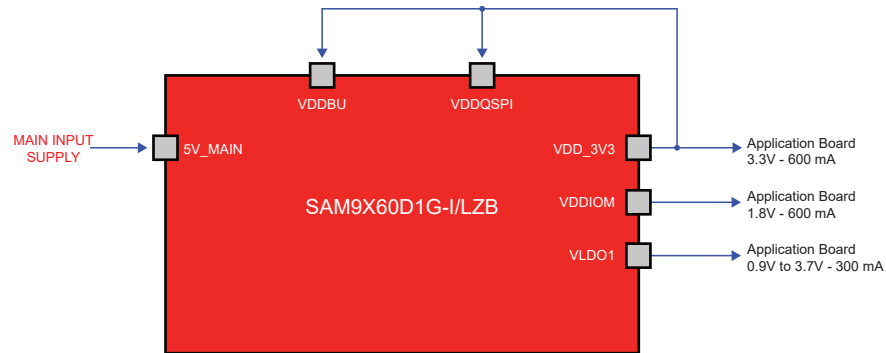 VDDBU
VDDQSPI
MAIN INPUT
SUPPLY
5V_MAIN
VDD_3V3
Application Board
3.3V - 600 mA
SAM9X60D1G-I/LZB
VDDIOM
Application Board
1.8V - 600 mA
VLDO1
Application Board
0.9V to 3.7V - 300 mA